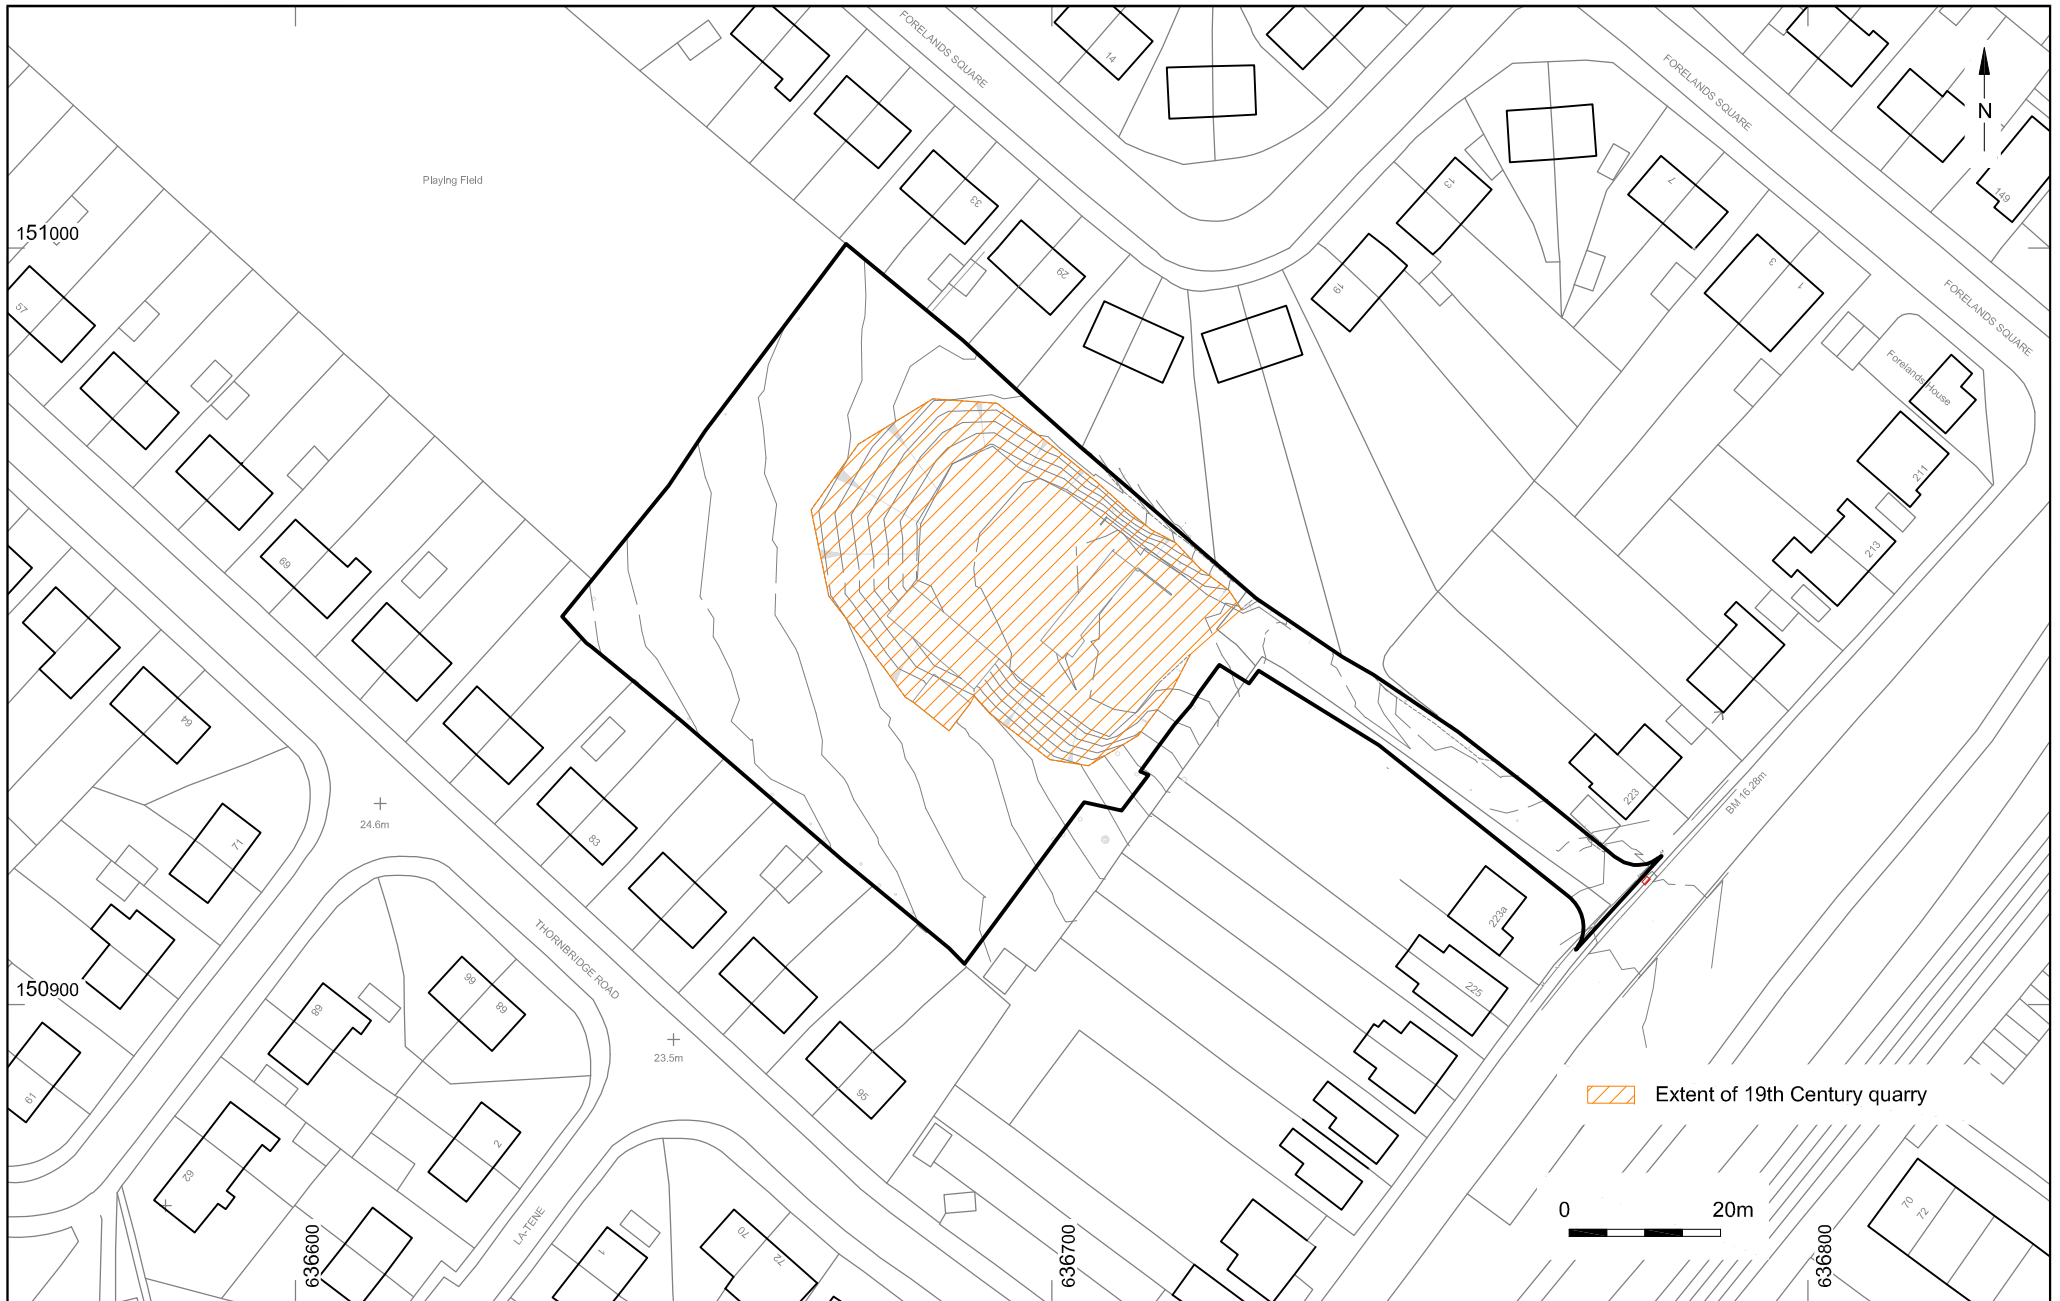 FORELANDS SQUARE
14
FORELANDS SQUARE
N
149
Playing Field
33
13
7
151000
29
3
1
57
19
FORELANDS SQUARE
Forelands House
211
213
69
64
223
BM 16.28m
24.6m
71
83
223a
THORNBRIDGE ROAD
225
99
89
150900
68
23.5m
95
61
Extent of 19th Century quarry
2
62
70
72
0 20m
LA-TENE
1
70
72
636600
636700
636800